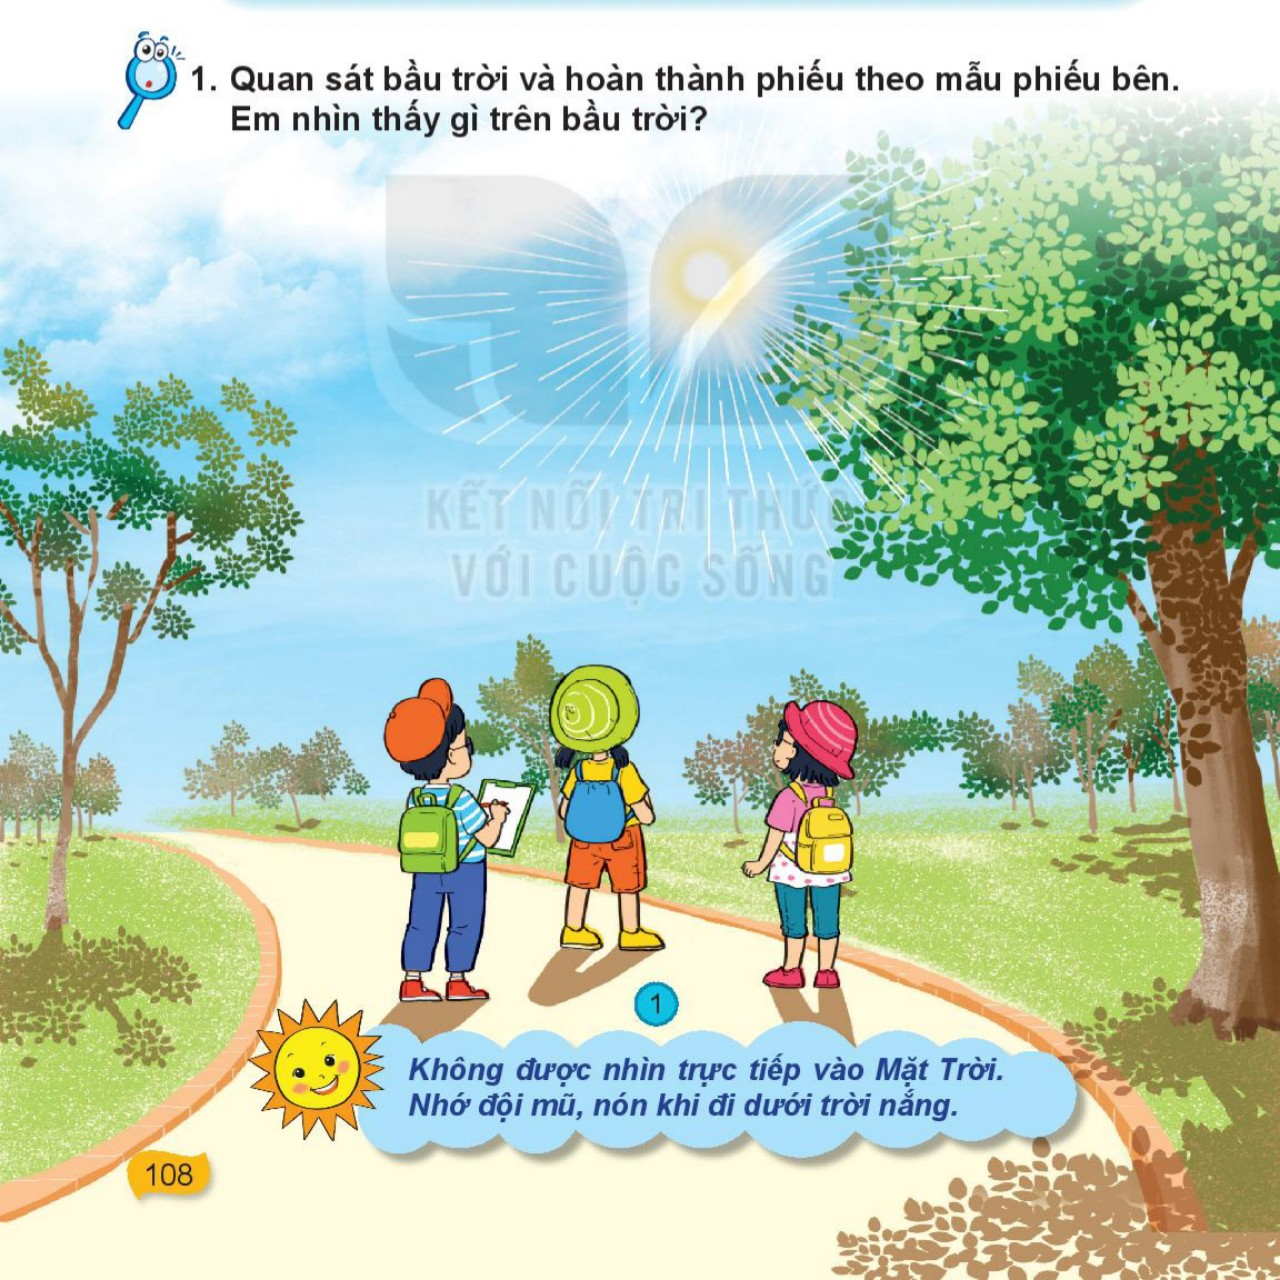 1. Quan sát bầu trời và hoàn thành phiếu theo mẫu phiếu bên.
Em nhìn thấy gì trên bầu trời?
KẾT NỐI TRI THỨC
VỚI CUỘC SỐNG
1
Không được nhìn trực tiếp vào Mặt Trời.
Nhớ đội mũ, nón khi đi dưới trời nắng.
108